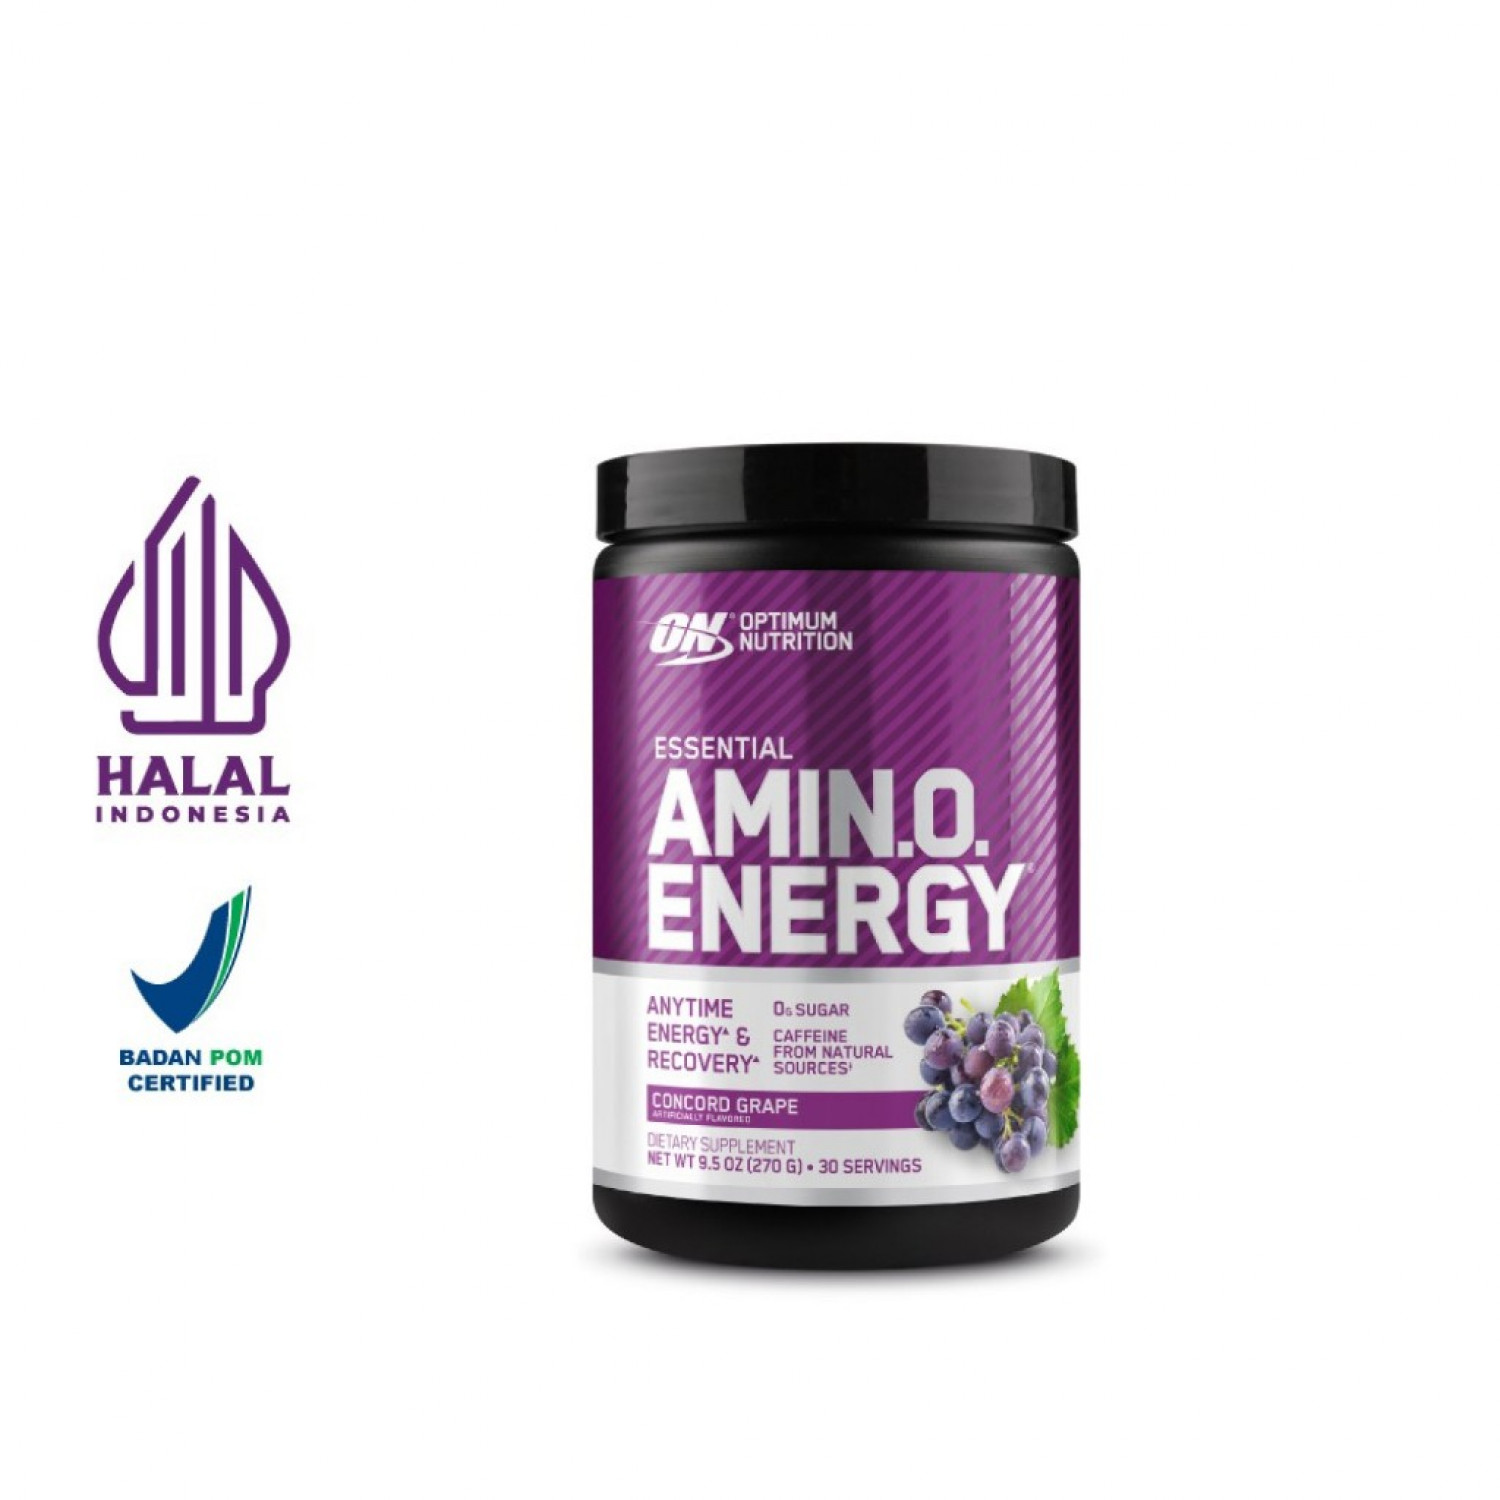 HALAL
INDONESIA
BADAN POM
CERTIFIED
ON® OPTIMUM
NUTRITION
ESSENTIAL
AMIN.O.
ENERGY®
ANYTIME
ENERGY▲ &
RECOVERY▲
0G SUGAR
CAFFEINE
FROM NATURAL
SOURCES‡
CONCORD GRAPE
ARTIFICIALLY FLAVORED
DIETARY SUPPLEMENT
NET WT 9.5 OZ (270 G) • 30 SERVINGS